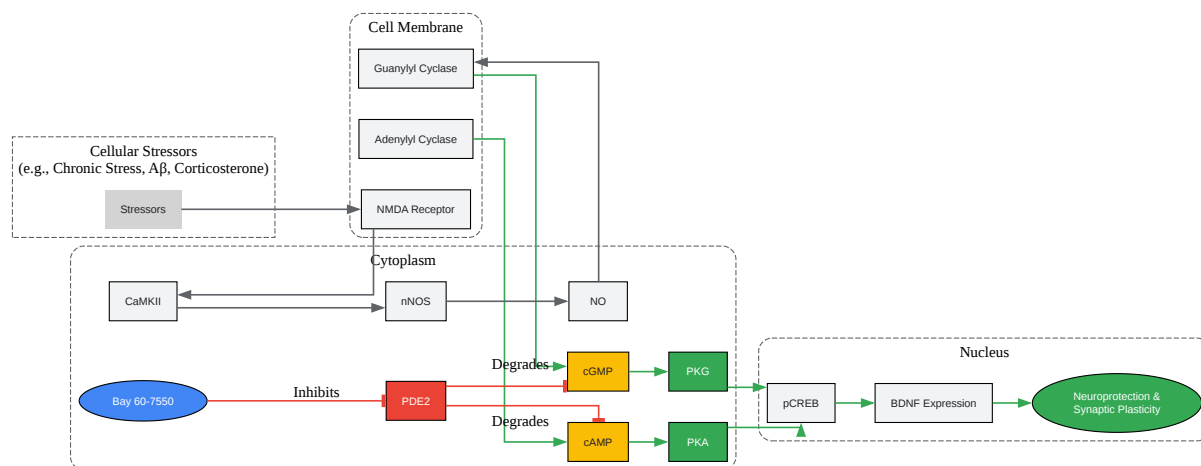 Cell Membrane
Guanylyl Cyclase
Adenylyl Cyclase
Cellular Stressors
(e.g., Chronic Stress, Aβ, Corticosterone)
Stressors
NMDA Receptor
Cytoplasm
CaMKII
nNOS
NO
Nucleus
Degrades
cGMP
PKG
Inhibits
Bay 60-7550
PDE2
pCREB
BDNF Expression
Neuroprotection &
Synaptic Plasticity
Degrades
cAMP
PKA